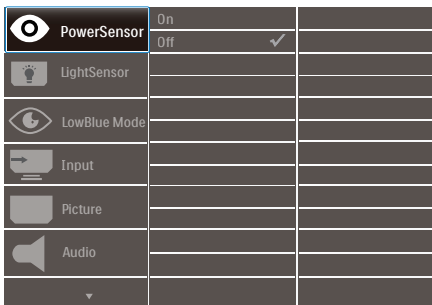 PowerSensor
On
Off
LightSensor
LowBlue Mode
Input
Picture
Audio